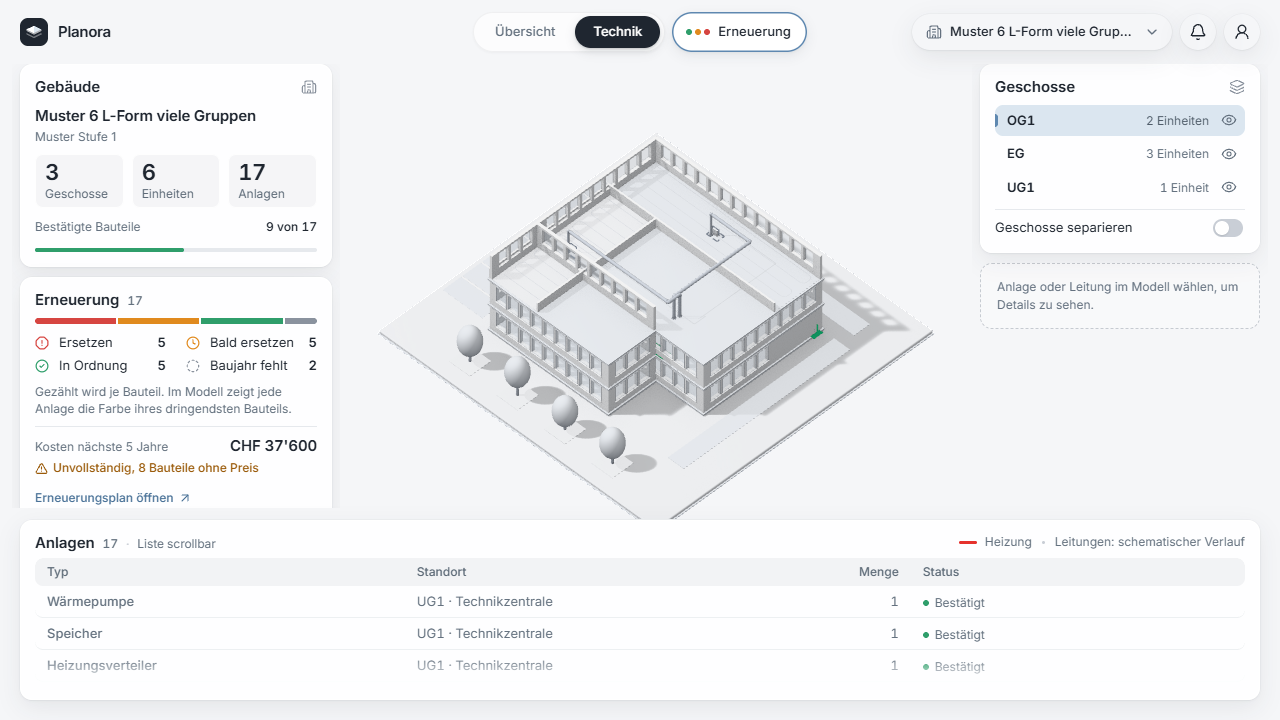 Planora
Übersicht
Technik
Erneuerung
Muster 6 L-Form viele Grup...
Gebäude
Muster 6 L-Form viele Gruppen
Muster Stufe 1
3 6 17
Geschosse Einheiten Anlagen
Bestätigte Bauteile 9 von 17
Erneuerung 17
Ersetzen 5 Bald ersetzen 5
In Ordnung 5 Baujahr fehlt 2
Gezählt wird je Bauteil. Im Modell zeigt jede
Anlage die Farbe ihres dringendsten Bauteils.
Kosten nächste 5 Jahre CHF 37'600
Unvollständig, 8 Bauteile ohne Preis
Erneuerungsplan öffnen
Geschosse
OG1 2 Einheiten
EG 3 Einheiten
UG1 1 Einheit
Geschosse separieren
Anlage oder Leitung im Modell wählen, um
Details zu sehen.
Anlagen 17 · Liste scrollbar
Heizung • Leitungen: schematischer Verlauf
Typ Standort Menge Status
Wärmepumpe UG1 · Technikzentrale 1 Bestätigt
Speicher UG1 · Technikzentrale 1 Bestätigt
Heizungsverteiler UG1 · Technikzentrale 1 Bestätigt